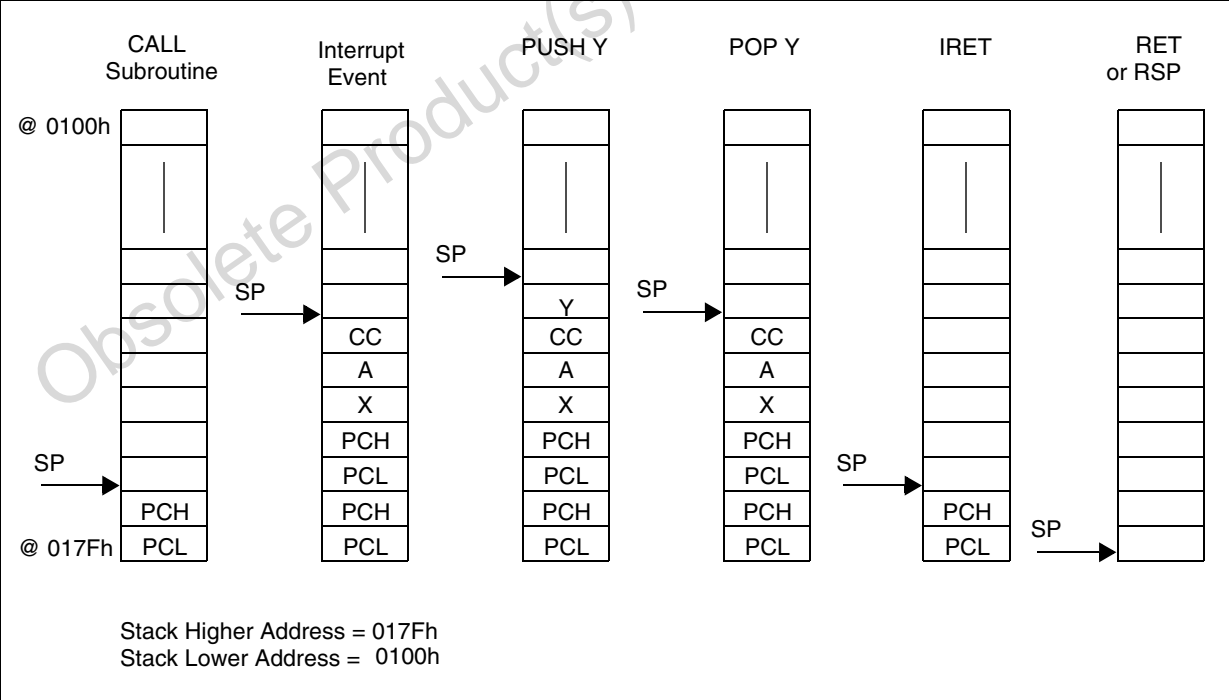 CALL
Subroutine
Interrupt
Event
PUSH Y
POP Y
IRET
RET
or RSP
@ 0100h
SP
SP
SP
SP
SP
SP
PCH
PCL
@ 017Fh
CC
A
X
PCH
PCL
PCH
PCL
Y
CC
A
X
PCH
PCL
PCH
PCL
CC
A
X
PCH
PCL
PCH
PCL
PCH
PCL
Stack Higher Address = 017Fh
Stack Lower Address = 0100h
Obsolete Product(s)